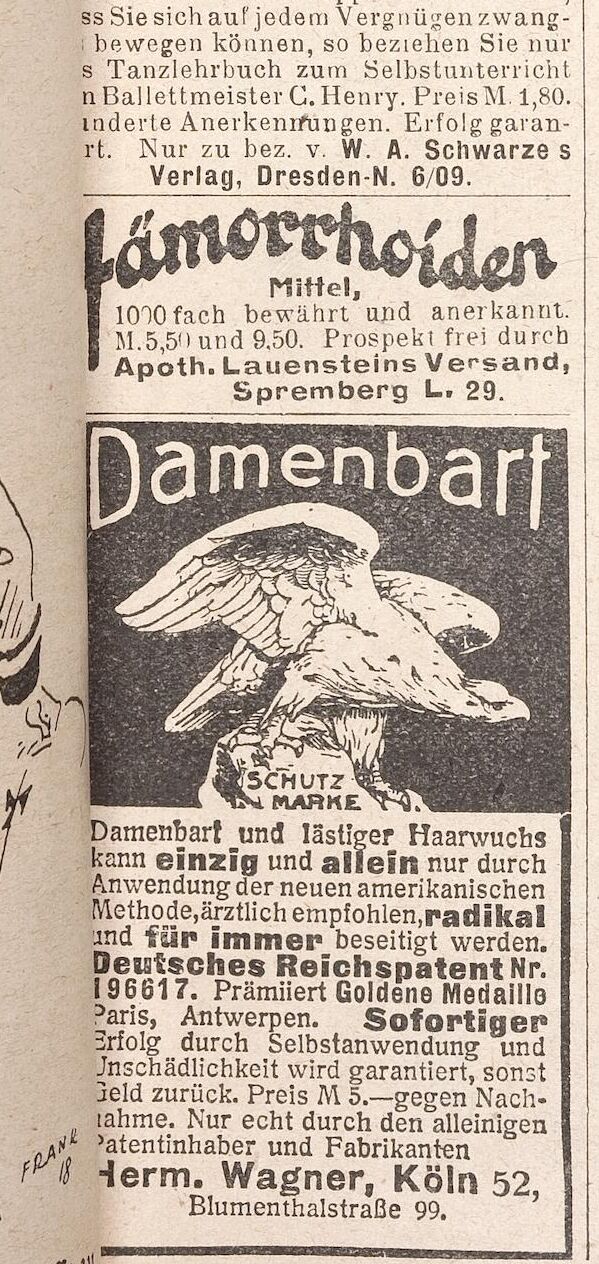 ss Sie sich auf jedem Vergnügen zwang-
bewegen können, so beziehen Sie nur
s Tanzlehrbuch zum Selbstunterricht
n Ballettmeister C. Henry. Preis M. 1,80.
underte Anerkennungen. Erfolg garan-
rt. Nur zu bez. v. W. A. Schwarzes
Verlag, Dresden-N. 6/09.
Hämorrhoiden
Mittel,
1000fach bewährt und anerkannt.
M. 5,50 und 9,50. Prospekt frei durch
Apoth. Lauensteins Versand,
Spremberg L. 29.
Damenbart
SCHUTZ
MARKE
Damenbart und lästiger Haarwuchs
kann einzig und allein nur durch
Anwendung der neuen amerikanischen
Methode, ärztlich empfohlen, radikal
und für immer beseitigt werden.
Deutsches Reichspatent Nr.
196617. Prämiiert Goldene Medaille
Paris, Antwerpen. Sofortiger
Erfolg durch Selbstanwendung und
Unschädlichkeit wird garantiert, sonst
Geld zurück. Preis M 5.—gegen Nach-
nahme. Nur echt durch den alleinigen
Patentinhaber und Fabrikanten
Herm. Wagner, Köln 52,
Blumenthalstraße 99.
FRANK
18